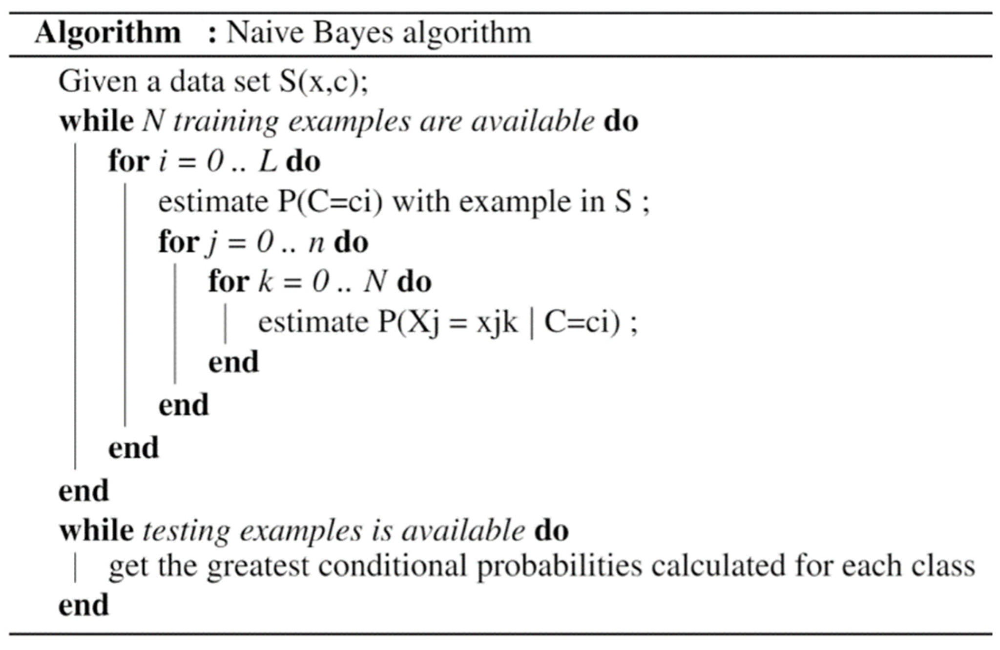 Algorithm : Naive Bayes algorithm
Given a data set S(x,c);
while N training examples are available do
for i = 0 .. L do
estimate P(C=ci) with example in S ;
for j = 0 .. n do
for k = 0 .. N do
estimate P(Xj = xjk | C=ci) ;
end
end
end
end
while testing examples is available do
get the greatest conditional probabilities calculated for each class
end